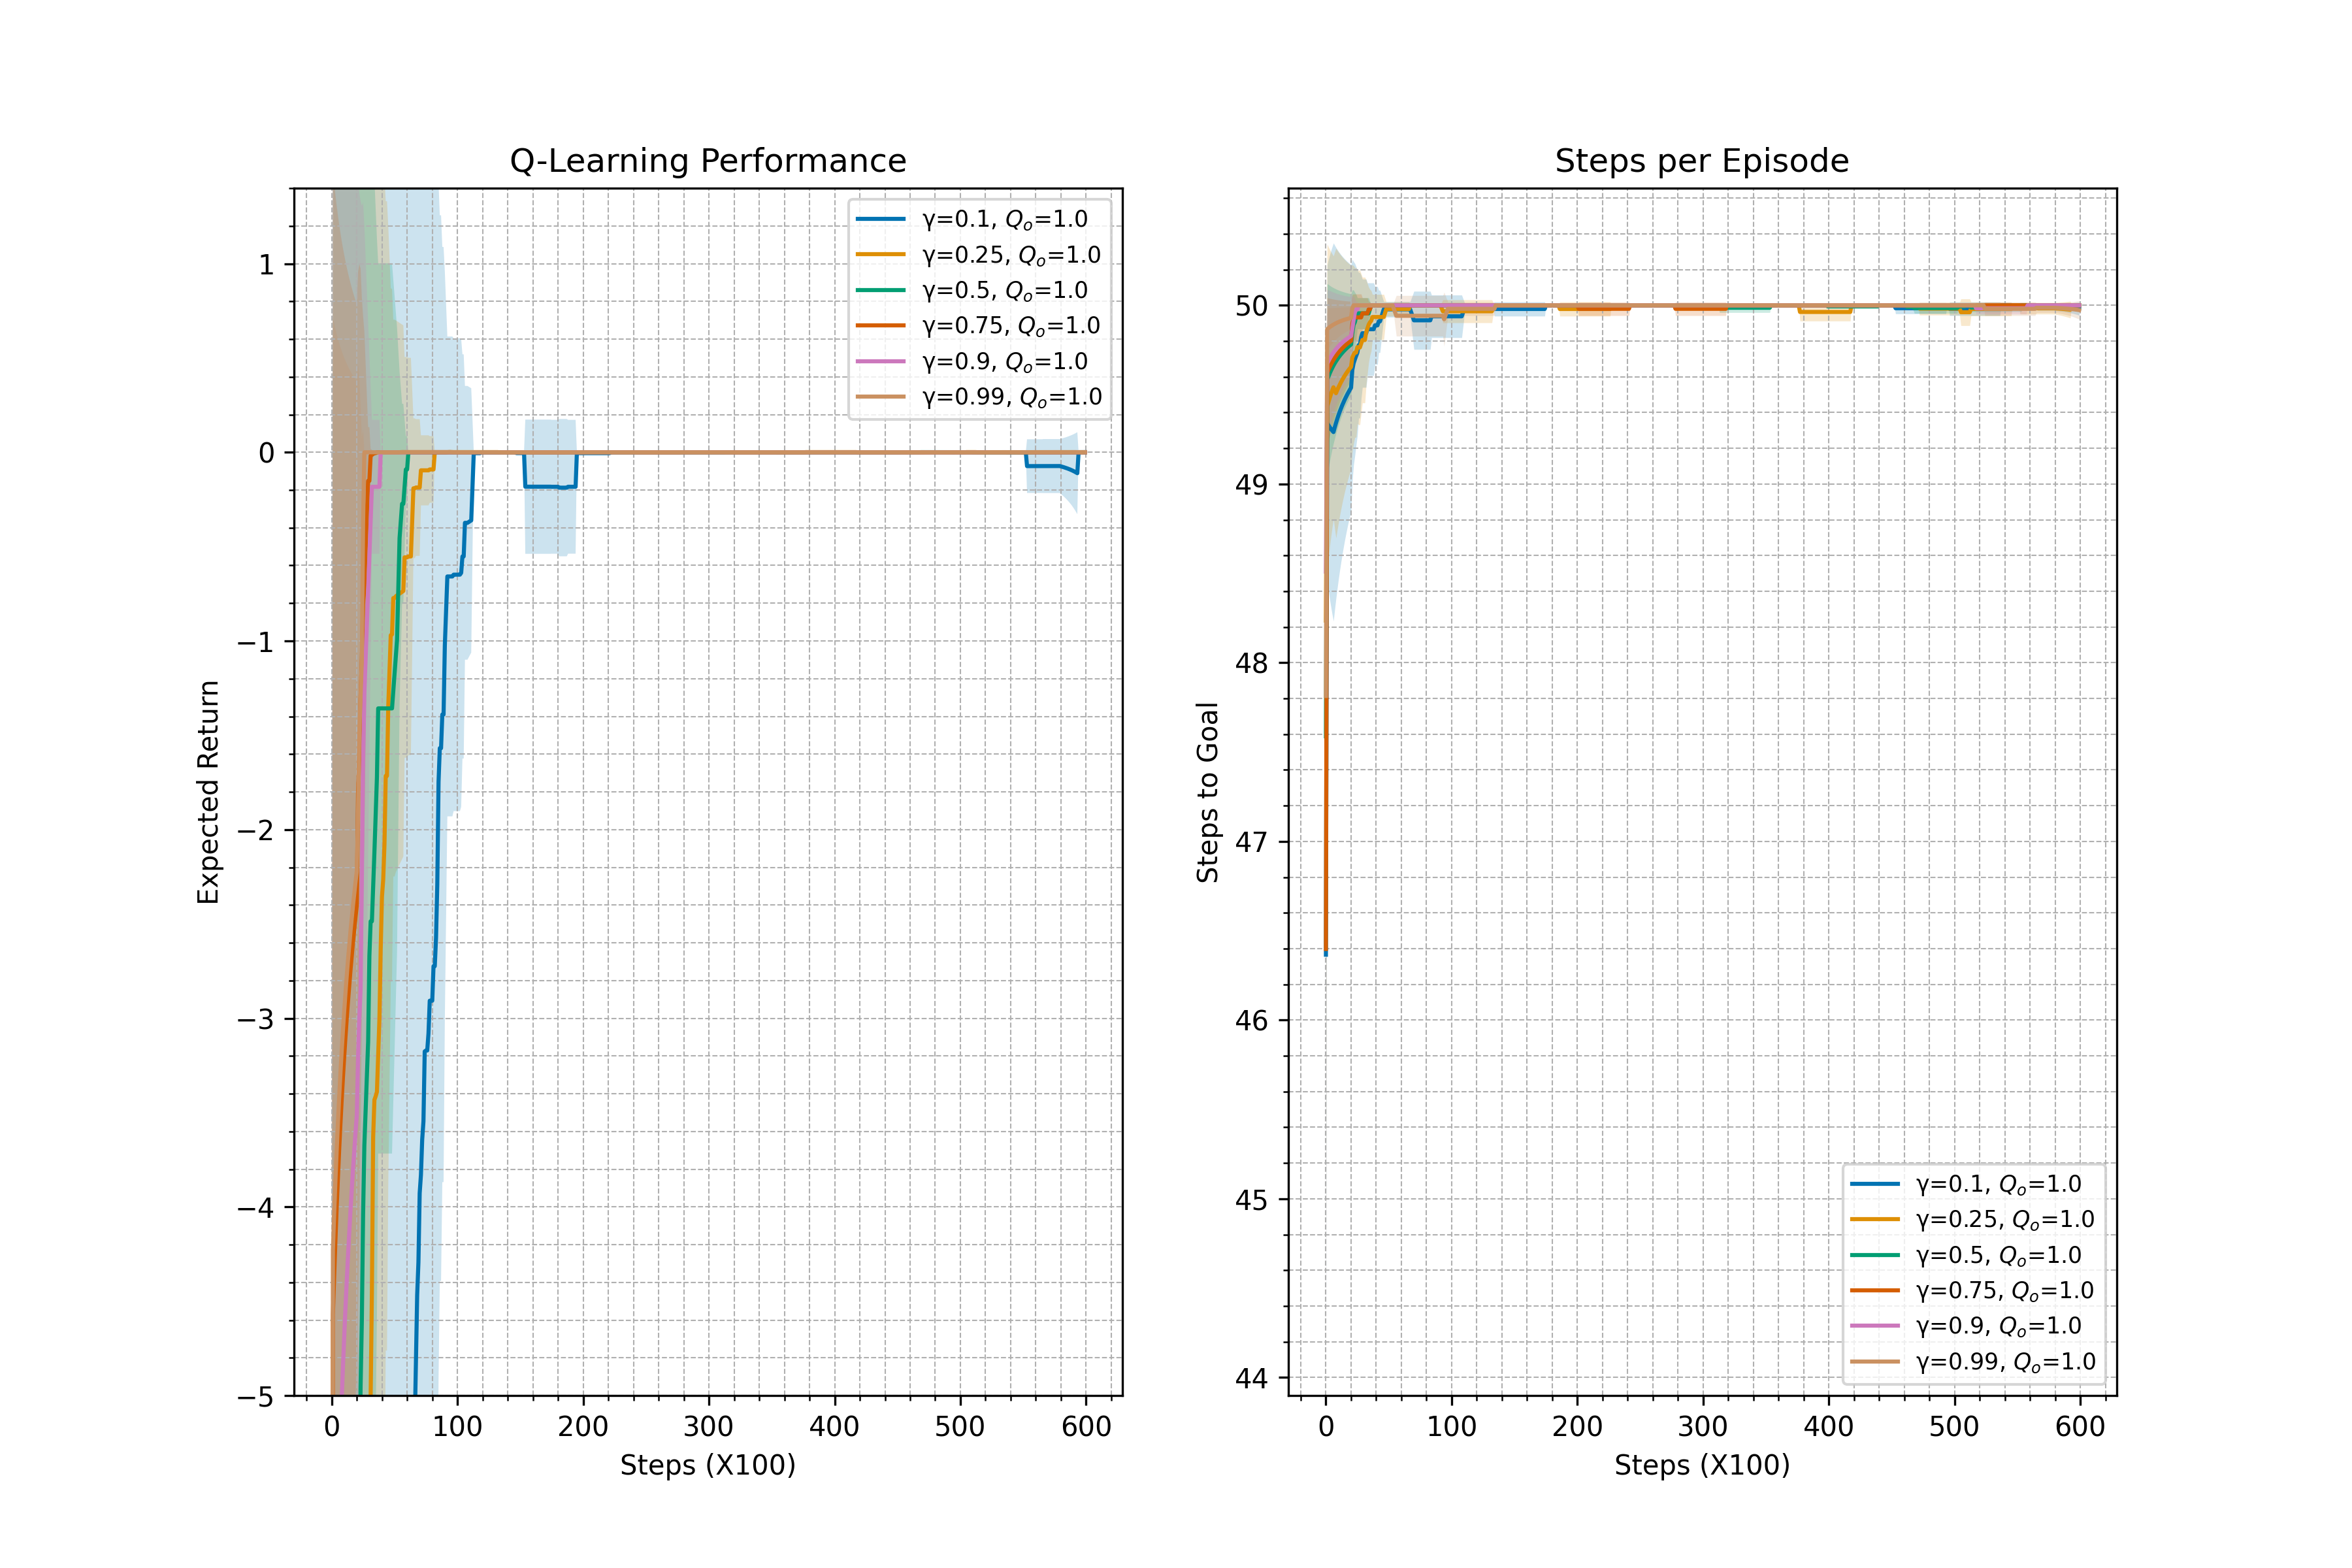 Q-Learning Performance
Expected Return
1
0
−1
−2
−3
−4
−5
0 100 200 300 400 500 600
Steps (X100)
γ=0.1, Qₒ=1.0
γ=0.25, Qₒ=1.0
γ=0.5, Qₒ=1.0
γ=0.75, Qₒ=1.0
γ=0.9, Qₒ=1.0
γ=0.99, Qₒ=1.0
Steps per Episode
Steps to Goal
50
49
48
47
46
45
44
0 100 200 300 400 500 600
Steps (X100)
γ=0.1, Qₒ=1.0
γ=0.25, Qₒ=1.0
γ=0.5, Qₒ=1.0
γ=0.75, Qₒ=1.0
γ=0.9, Qₒ=1.0
γ=0.99, Qₒ=1.0